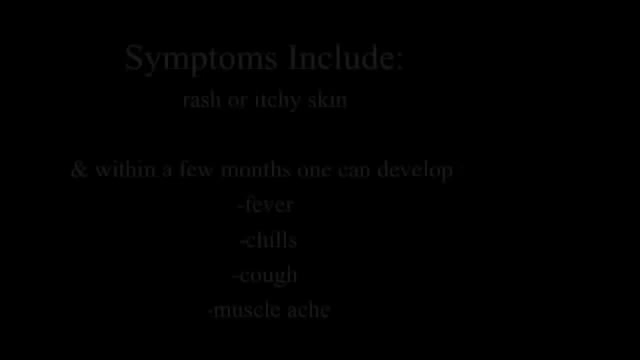 Symptoms Include:
rash or itchy skin
& within a few months one can develop
-fever
-chills
-cough
-muscle ache